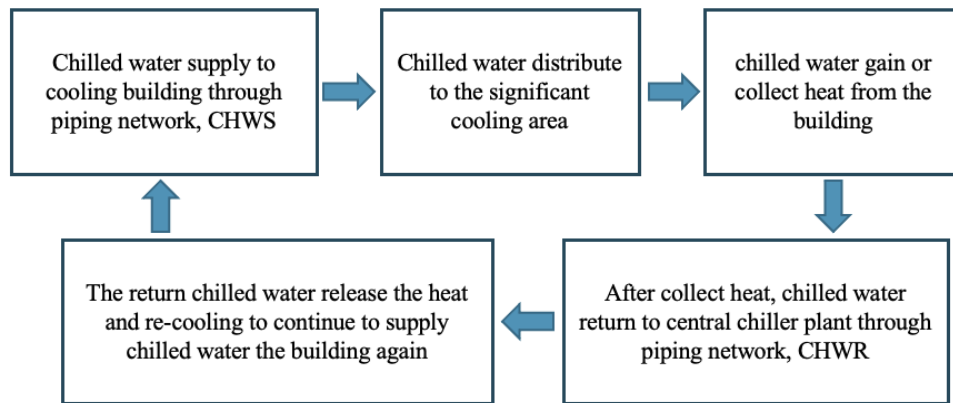 Chilled water supply to
cooling building through
piping network, CHWS
Chilled water distribute
to the significant
cooling area
chilled water gain or
collect heat from the
building
After collect heat, chilled water
return to central chiller plant through
piping network, CHWR
The return chilled water release the heat
and re-cooling to continue to supply
chilled water the building again